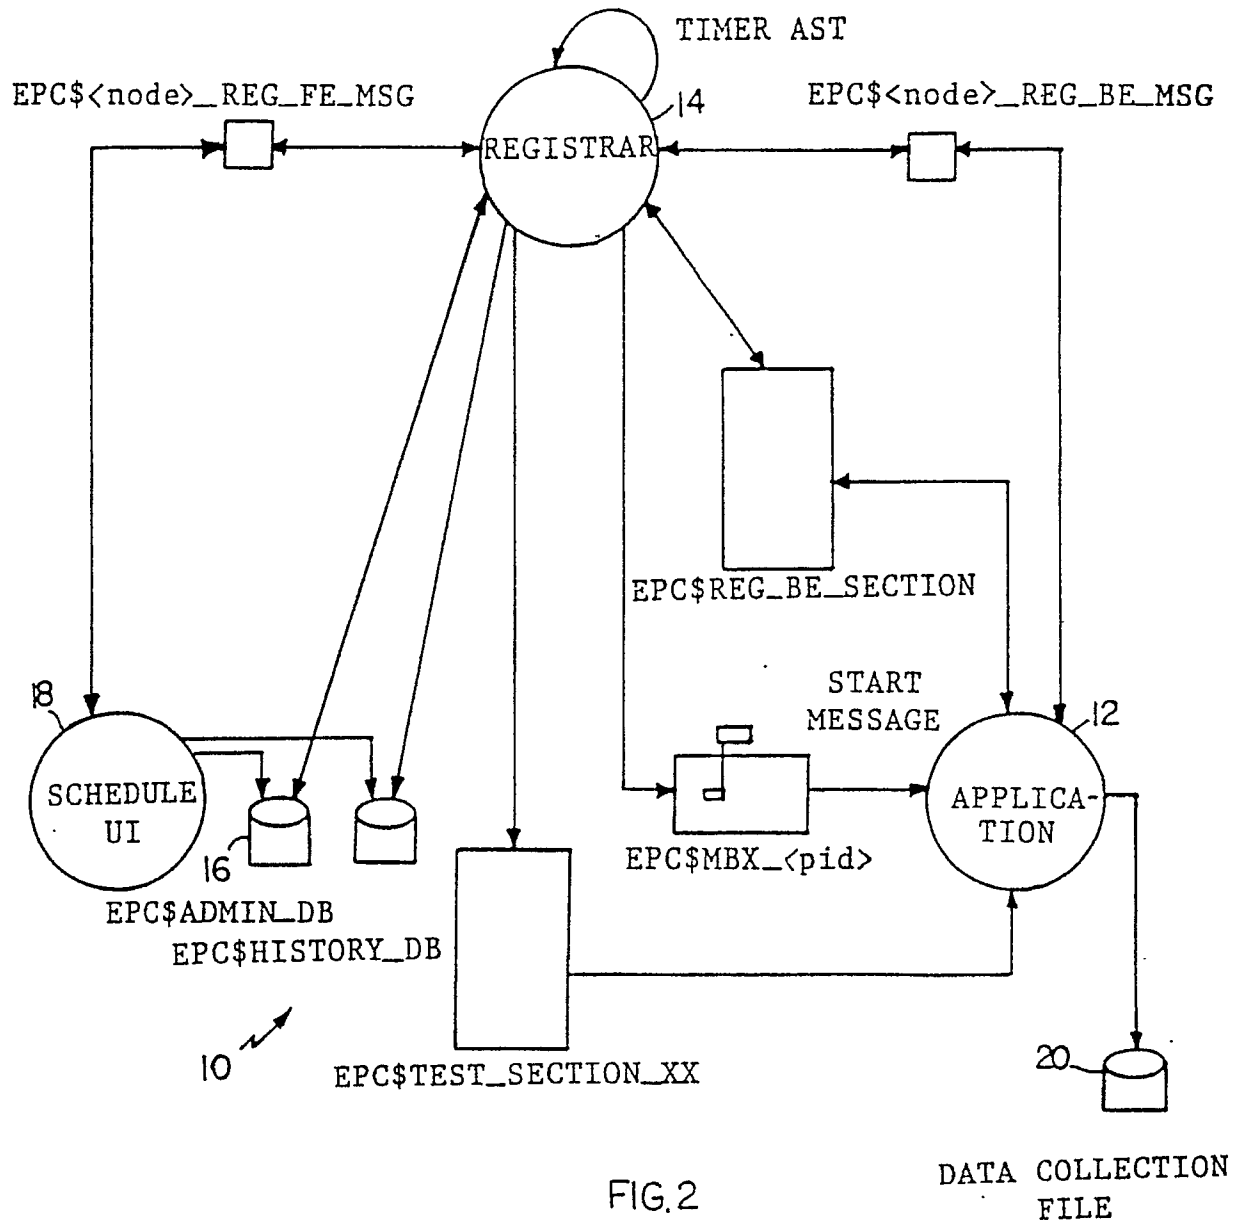 TIMER AST
EPC$<node>_REG_FE_MSG
14
EPC$<node>_REG_BE_MSG
REGISTRAR
EPC$REG_BE_SECTION
START
MESSAGE
18
12
SCHEDULE
UI
APPLICA-
TION
16
EPC$MBX_<pid>
EPC$ADMIN_DB
EPC$HISTORY_DB
10
EPC$TEST_SECTION_XX
20
DATA COLLECTION
FILE
FIG. 2